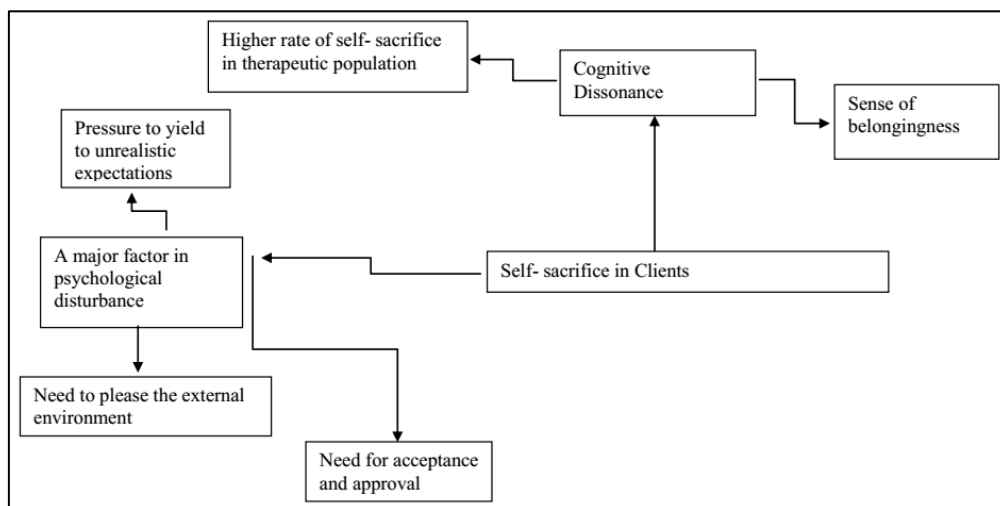 Higher rate of self- sacrifice
in therapeutic population
Cognitive
Dissonance
Sense of
belongingness
Pressure to yield
to unrealistic
expectations
A major factor in
psychological
disturbance
Self- sacrifice in Clients
Need to please the external
environment
Need for acceptance
and approval